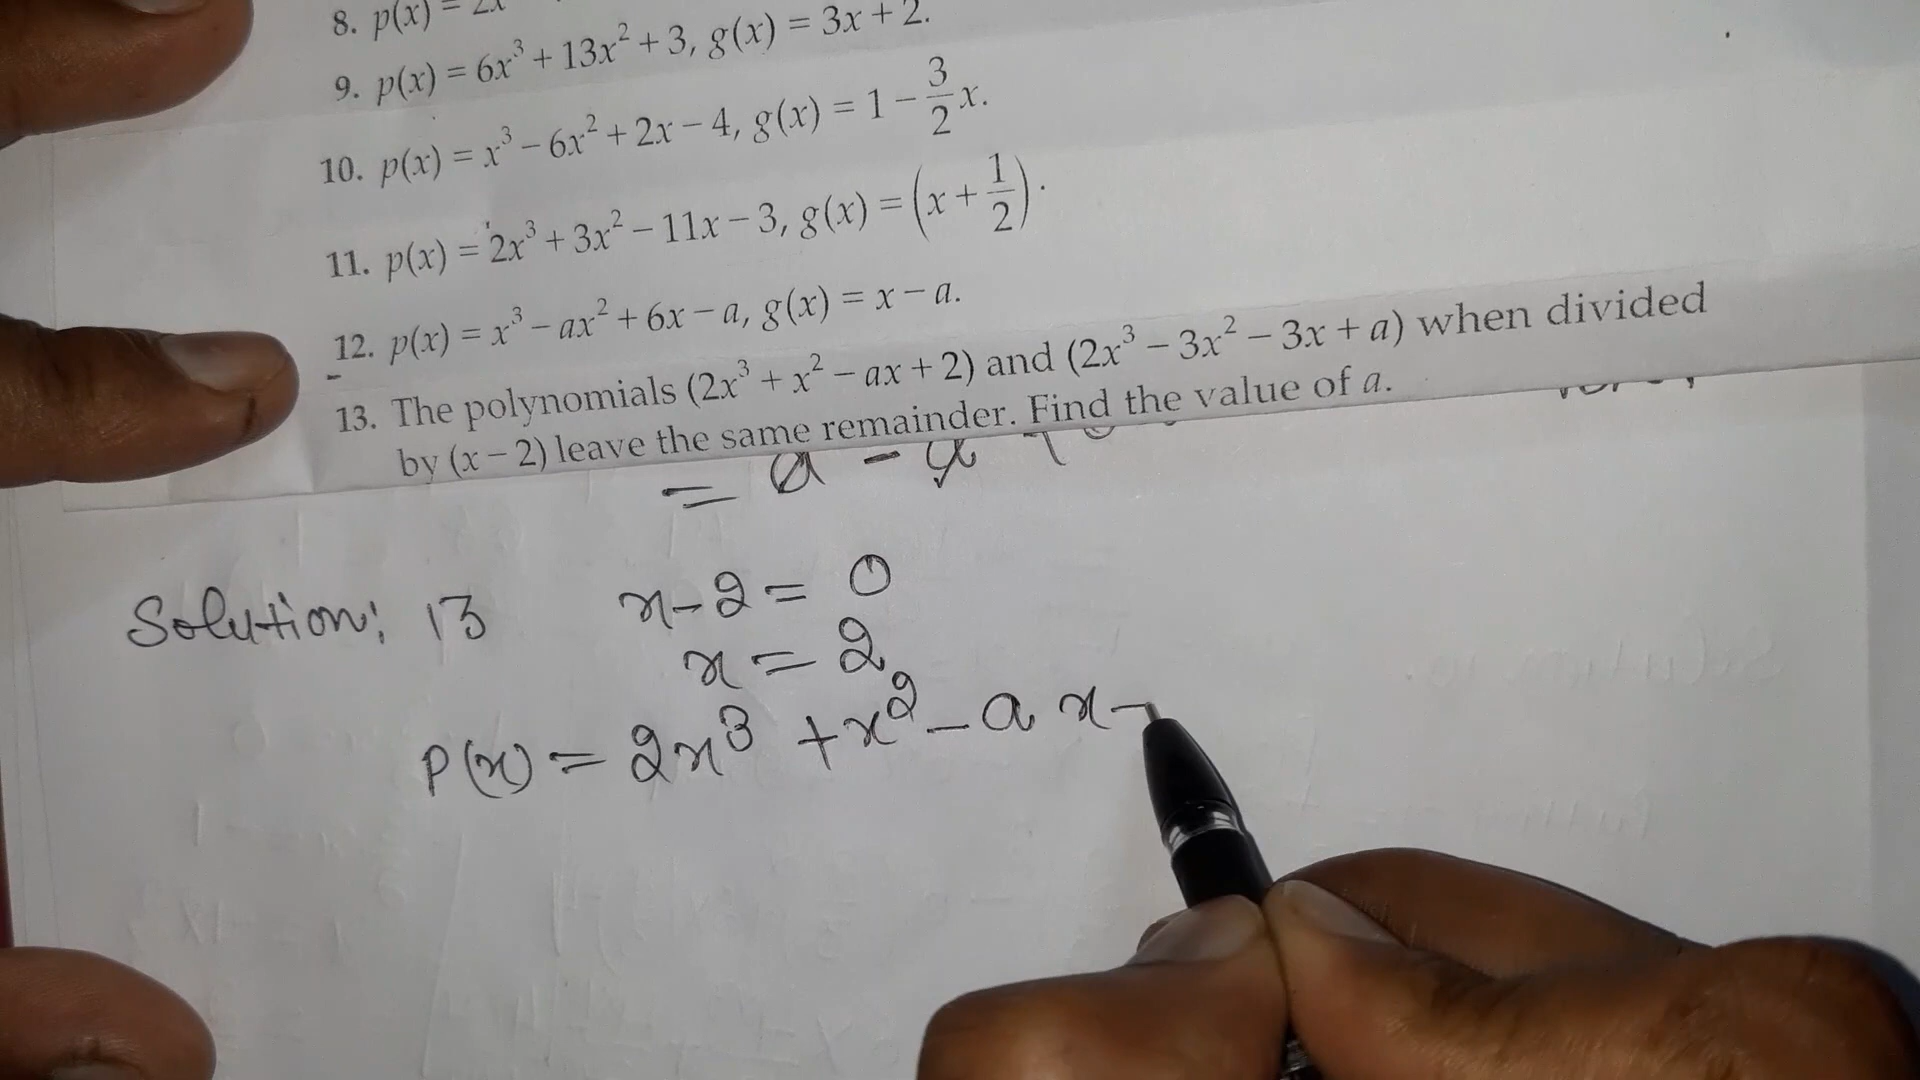 8. p(x) = 2x
9. p(x) = 6x³ + 13x² + 3, g(x) = 3x + 2.
10. p(x) = x³ − 6x² + 2x − 4, g(x) = 1 − 3/2 x.
11. p(x) = 2x³ + 3x² − 11x − 3, g(x) = (x + 1/2).
12. p(x) = x³ − ax² + 6x − a, g(x) = x − a.
13. The polynomials (2x³ + x² − ax + 2) and (2x³ − 3x² − 3x + a) when divided
by (x − 2) leave the same remainder. Find the value of a.
Solution: 13
x − 2 = 0
x = 2
P(x) = 2x³ + x² − a x −